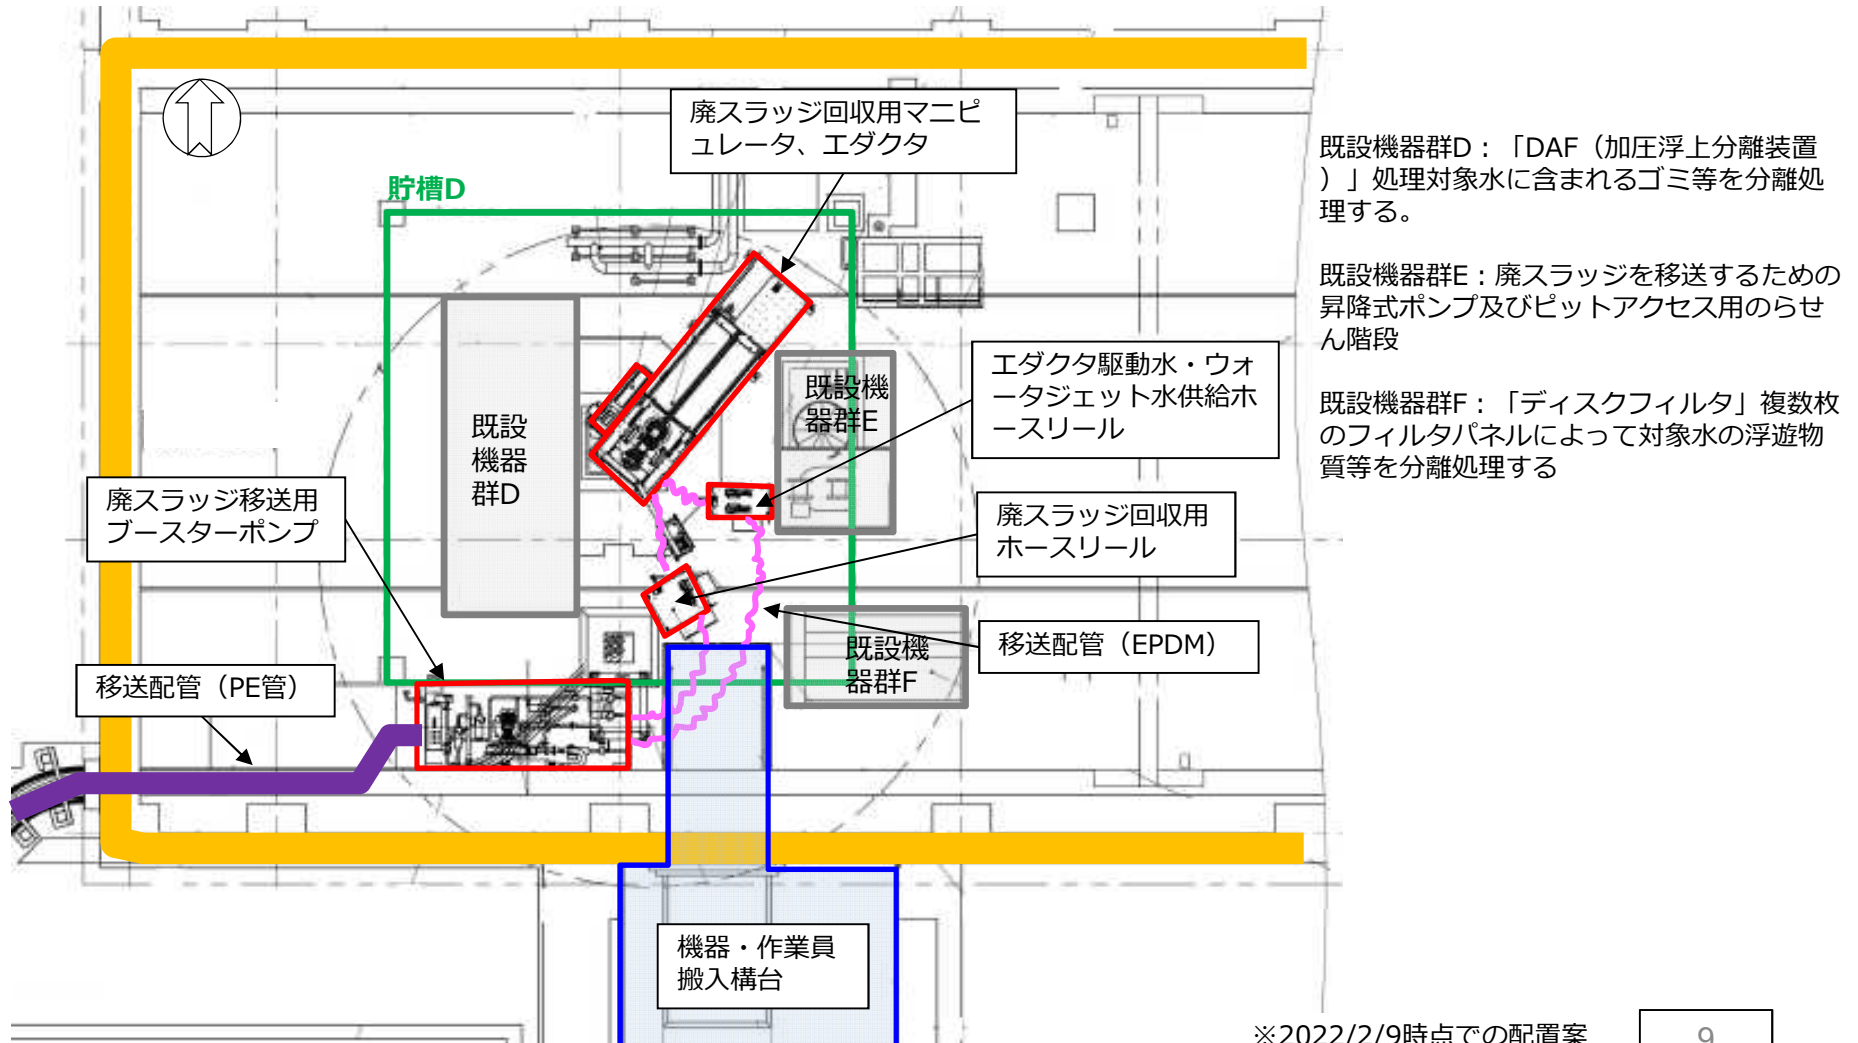 廃スラッジ回収用マニピ
ュレータ、エダクタ
貯槽D
既設機器群D：「DAF（加圧浮上分離装置
）」処理対象水に含まれるゴミ等を分離処
理する。
既設機器群E：廃スラッジを移送するための
昇降式ポンプ及びピットアクセス用のらせ
ん階段
既設機器群F：「ディスクフィルタ」複数枚
のフィルタパネルによって対象水の浮遊物
質等を分離処理する
エダクタ駆動水・ウォ
ータジェット水供給ホ
ースリール
既設機
器群E
既設
機器
群D
廃スラッジ移送用
ブースターポンプ
廃スラッジ回収用
ホースリール
移送配管（EPDM）
既設機
器群F
移送配管（PE管）
機器・作業員
搬入構台
※2022/2/9時点での配置案
9